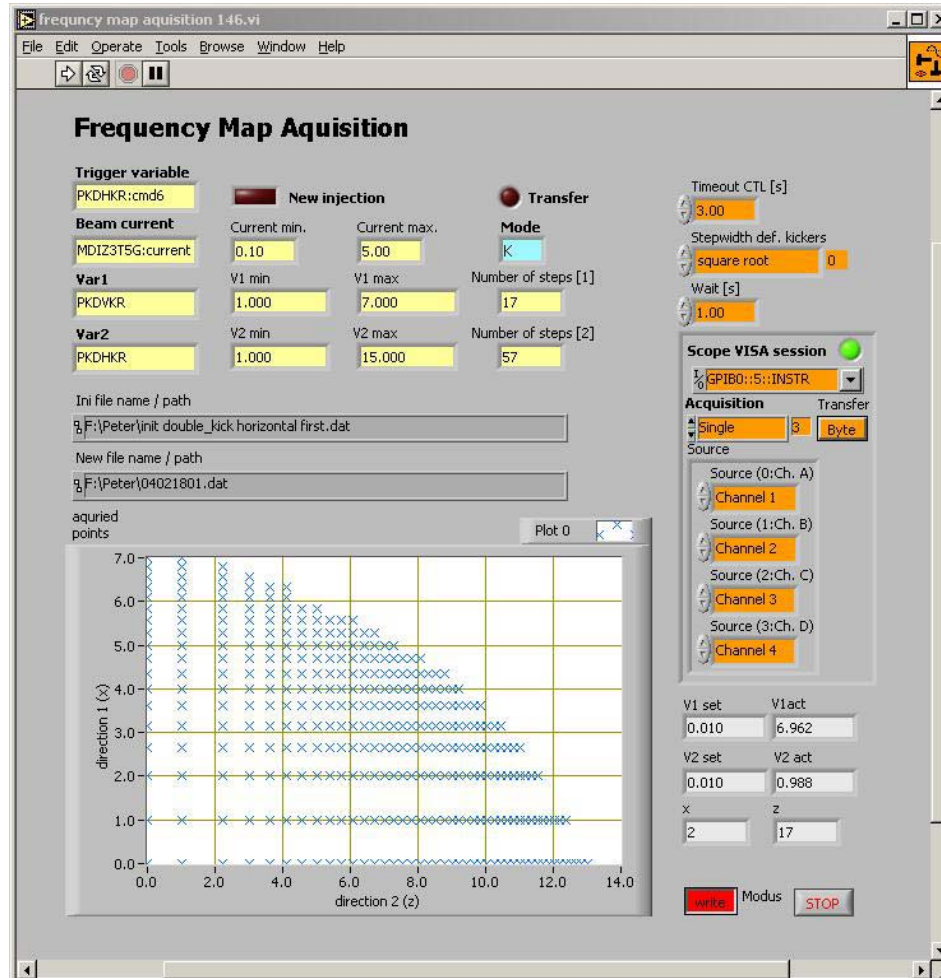 frequncy map aquisition 146.vi
File Edit Operate Tools Browse Window Help
Frequency Map Aquisition
Trigger variable
PKDHKR:cmd6
New injection
Transfer
Beam current
MDIZ3T5G:current
Current min.
0.10
Current max.
5.00
Mode
K
Var1
PKDVKR
V1 min
1.000
V1 max
7.000
Number of steps [1]
17
Var2
PKDHKR
V2 min
1.000
V2 max
15.000
Number of steps [2]
57
Ini file name / path
F:\Peter\init double_kick horizontal first.dat
New file name / path
F:\Peter\04021801.dat
aquried
points
Plot 0
7.0
6.0
5.0
4.0
3.0
2.0
1.0
0.0
direction 1 (x)
0.0 2.0 4.0 6.0 8.0 10.0 12.0 14.0
direction 2 (z)
Timeout CTL [s]
3.00
Stepwidth def. kickers
square root 0
Wait [s]
1.00
Scope VISA session
I/O GPIB0::5::INSTR
Acquisition Transfer
Single 3 Byte
Source
Source (0:Ch. A)
Channel 1
Source (1:Ch. B)
Channel 2
Source (2:Ch. C)
Channel 3
Source (3:Ch. D)
Channel 4
V1 set V1act
0.010 6.962
V2 set V2 act
0.010 0.988
x z
2 17
write Modus STOP